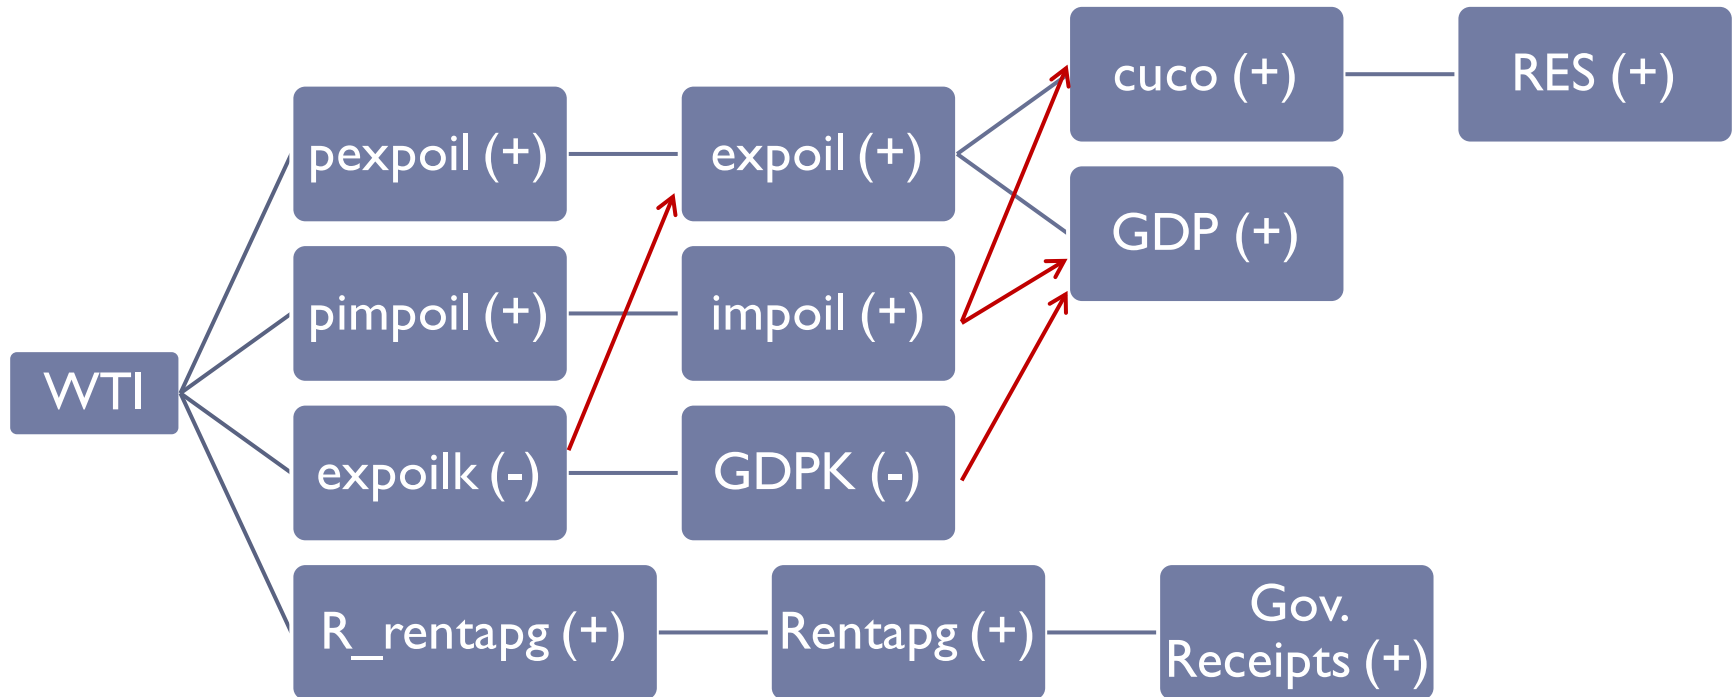 cuco (+)
RES (+)
pexpoil (+)
expoil (+)
GDP (+)
pimpoil (+)
impoil (+)
WTI
expoilk (-)
GDPK (-)
R_rentapg (+)
Rentapg (+)
Gov.
Receipts (+)